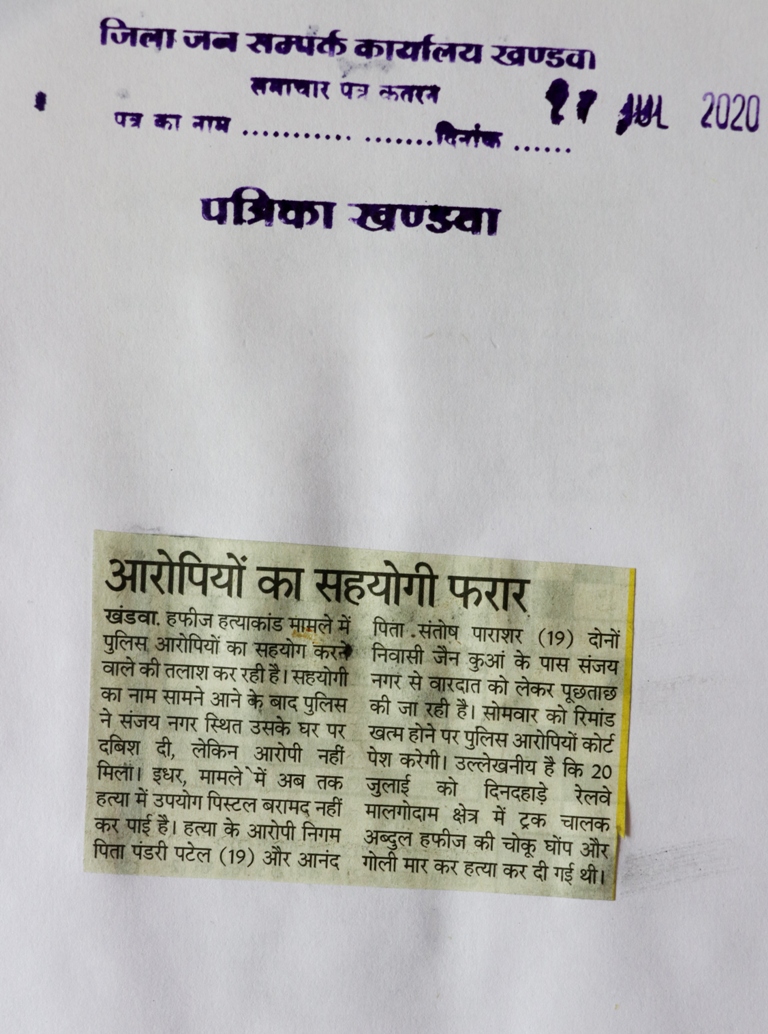 जिला जन सम्पर्क कार्यालय खण्डवा
समाचार पत्र कतरन
JUL 2020
पत्र का नाम ........... .......दिनांक ......
पत्रिका खण्डवा
आरोपियों का सहयोगी फरार
खंडवा. हफीज हत्याकांड मामले में
पुलिस आरोपियों का सहयोग करने
वाले की तलाश कर रही है। सहयोगी
का नाम सामने आने के बाद पुलिस
ने संजय नगर स्थित उसके घर पर
दबिश दी, लेकिन आरोपी नहीं
मिला। इधर, मामले में अब तक
हत्या में उपयोग पिस्टल बरामद नहीं
कर पाई है। हत्या के आरोपी निगम
पिता पंडरी पटेल (19) और आनंद
पिता संतोष पाराशर (19) दोनों
निवासी जैन कुआं के पास संजय
नगर से वारदात को लेकर पूछताछ
की जा रही है। सोमवार को रिमांड
खत्म होने पर पुलिस आरोपियों कोर्ट
पेश करेगी। उल्लेखनीय है कि 20
जुलाई को दिनदहाड़े रेलवे
मालगोदाम क्षेत्र में ट्रक चालक
अब्दुल हफीज की चोकू घोंप और
गोली मार कर हत्या कर दी गई थी।